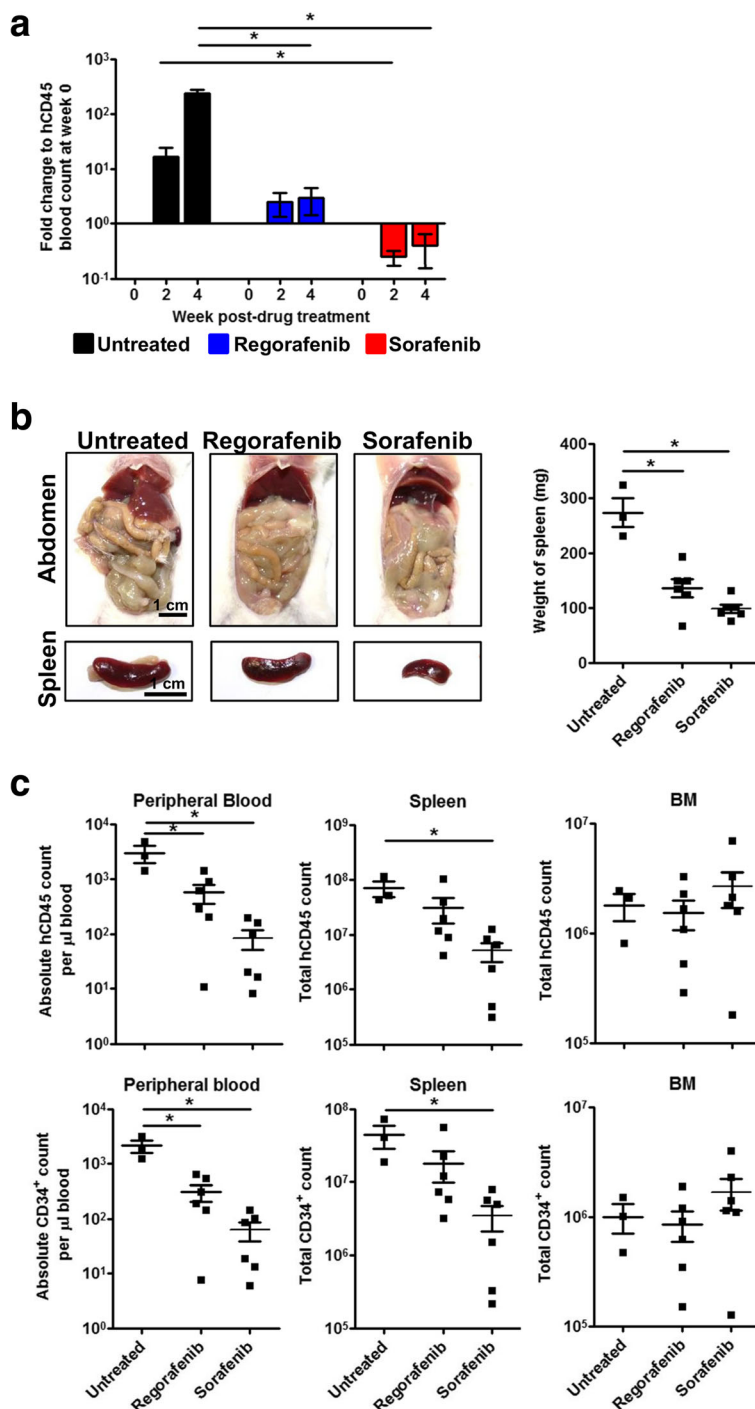 a
Fold change to hCD45
blood count at week 0
10³
10²
10¹
10⁰
10⁻¹
*
*
*
0 2 4 0 2 4 0 2 4
Week post-drug treatment
Untreated Regorafenib Sorafenib
b
Untreated Regorafenib Sorafenib
Abdomen
1 cm
Spleen
1 cm
Weight of spleen (mg)
400
300
200
100
0
*
*
Untreated
Regorafenib
Sorafenib
c
Peripheral Blood
Absolute hCD45 count
per µl blood
10⁴
10³
10²
10¹
10⁰
*
*
Spleen
Total hCD45 count
10⁹
10⁸
10⁷
10⁶
10⁵
*
BM
Total hCD45 count
10⁷
10⁶
10⁵
Peripheral blood
Absolute CD34⁺ count
per µl blood
10⁴
10³
10²
10¹
10⁰
*
*
Untreated
Regorafenib
Sorafenib
Spleen
Total CD34⁺ count
10⁸
10⁷
10⁶
10⁵
*
Untreated
Regorafenib
Sorafenib
BM
Total CD34⁺ count
10⁷
10⁶
10⁵
Untreated
Regorafenib
Sorafenib